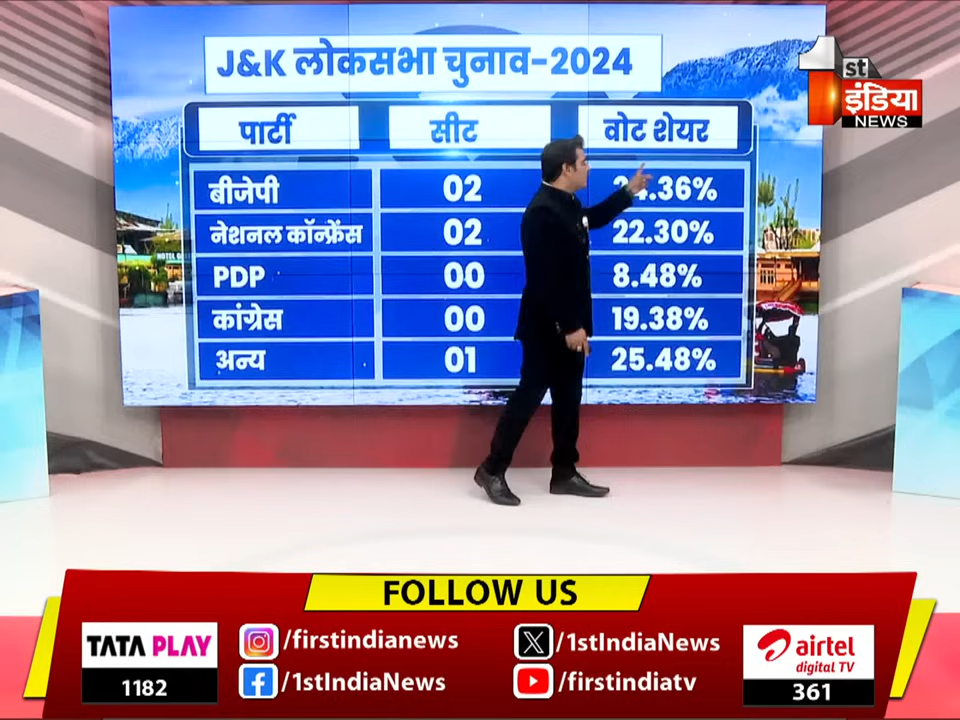 J&K लोकसभा चुनाव-2024
1st
इंडिया
NEWS
पार्टी सीट वोट शेयर
बीजेपी 02 .36%
नेशनल कॉन्फ्रेंस 02 22.30%
PDP 00 8.48%
कांग्रेस 00 19.38%
अन्य 01 25.48%
FOLLOW US
TATA PLAY
1182
/firstindianews
/1stIndiaNews
/1stIndiaNews
/firstindiatv
airtel
digital TV
361